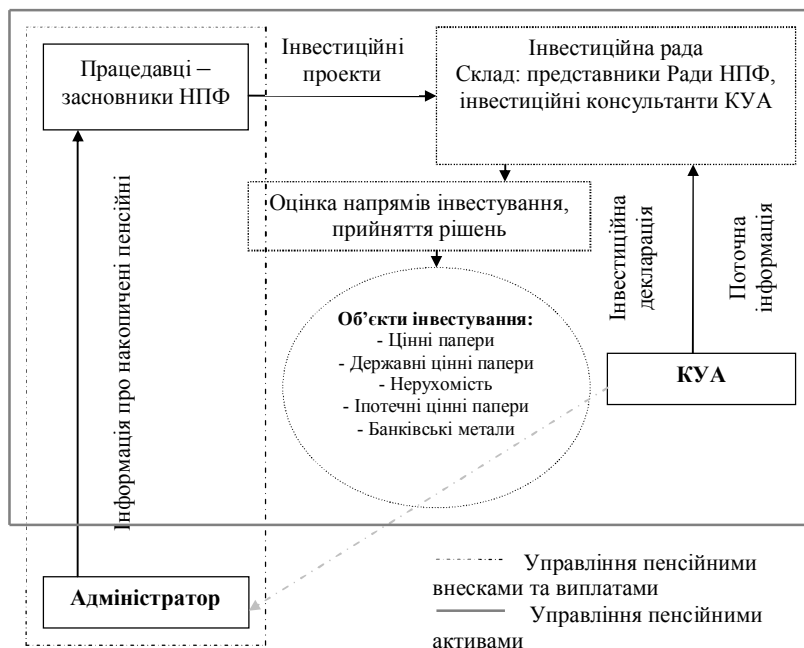 Працедавці –
засновники НПФ
Інвестиційні
проекти
Інвестиційна рада
Склад: представники Ради НПФ,
інвестиційні консультанти КУА
Оцінка напрямів інвестування,
прийняття рішень
Інформація про накопичені пенсійні
Об’єкти інвестування:
- Цінні папери
- Державні цінні папери
- Нерухомість
- Іпотечні цінні папери
- Банківські метали
Інвестиційна
декларація
Поточна
інформація
КУА
Адміністратор
Управління пенсійними
внесками та виплатами
Управління пенсійними
активами